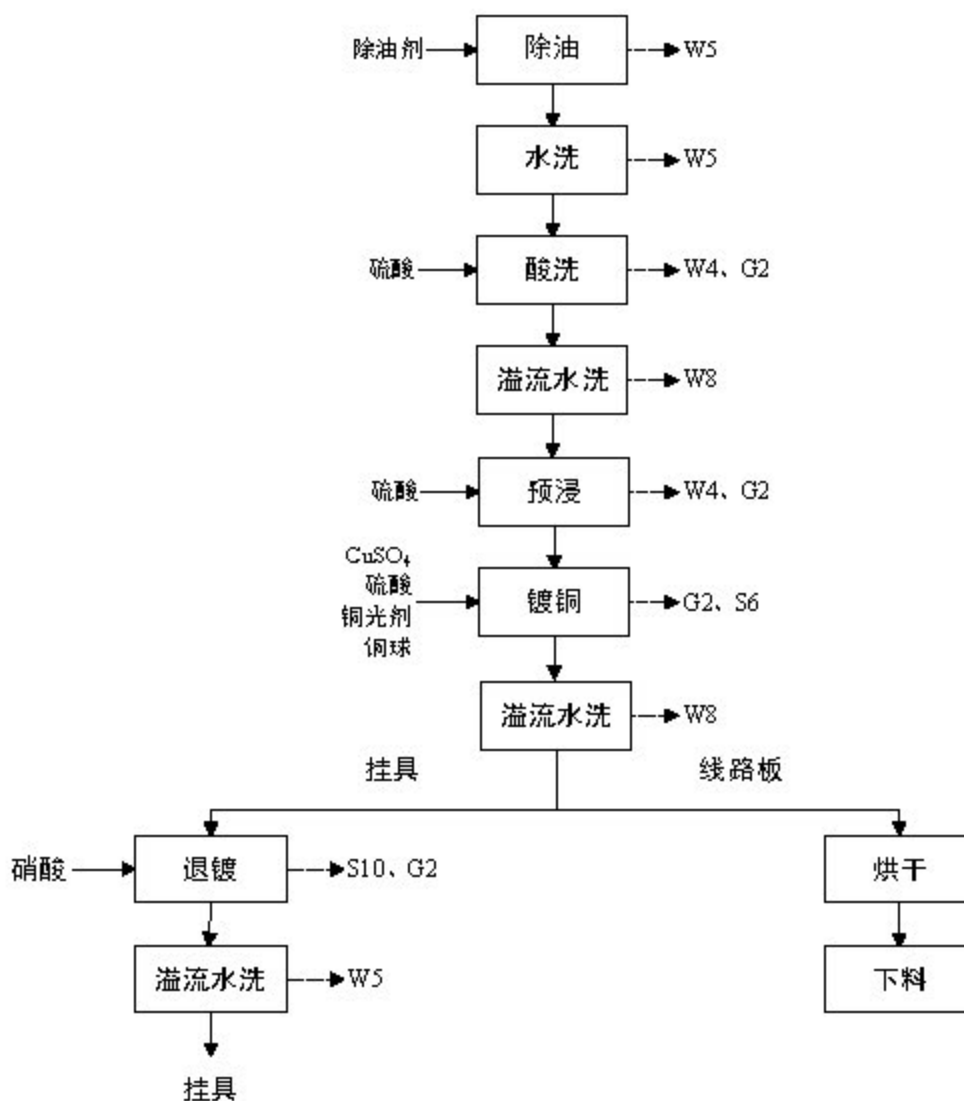 除油剂
除油
W5
水洗
W5
硫酸
酸洗
W4、G2
溢流水洗
W8
硫酸
预浸
W4、G2
CuSO₄
硫酸
铜光剂
铜球
镀铜
G2、S6
溢流水洗
W8
挂具
线路板
硝酸
退镀
S10、G2
烘干
溢流水洗
W5
下料
挂具